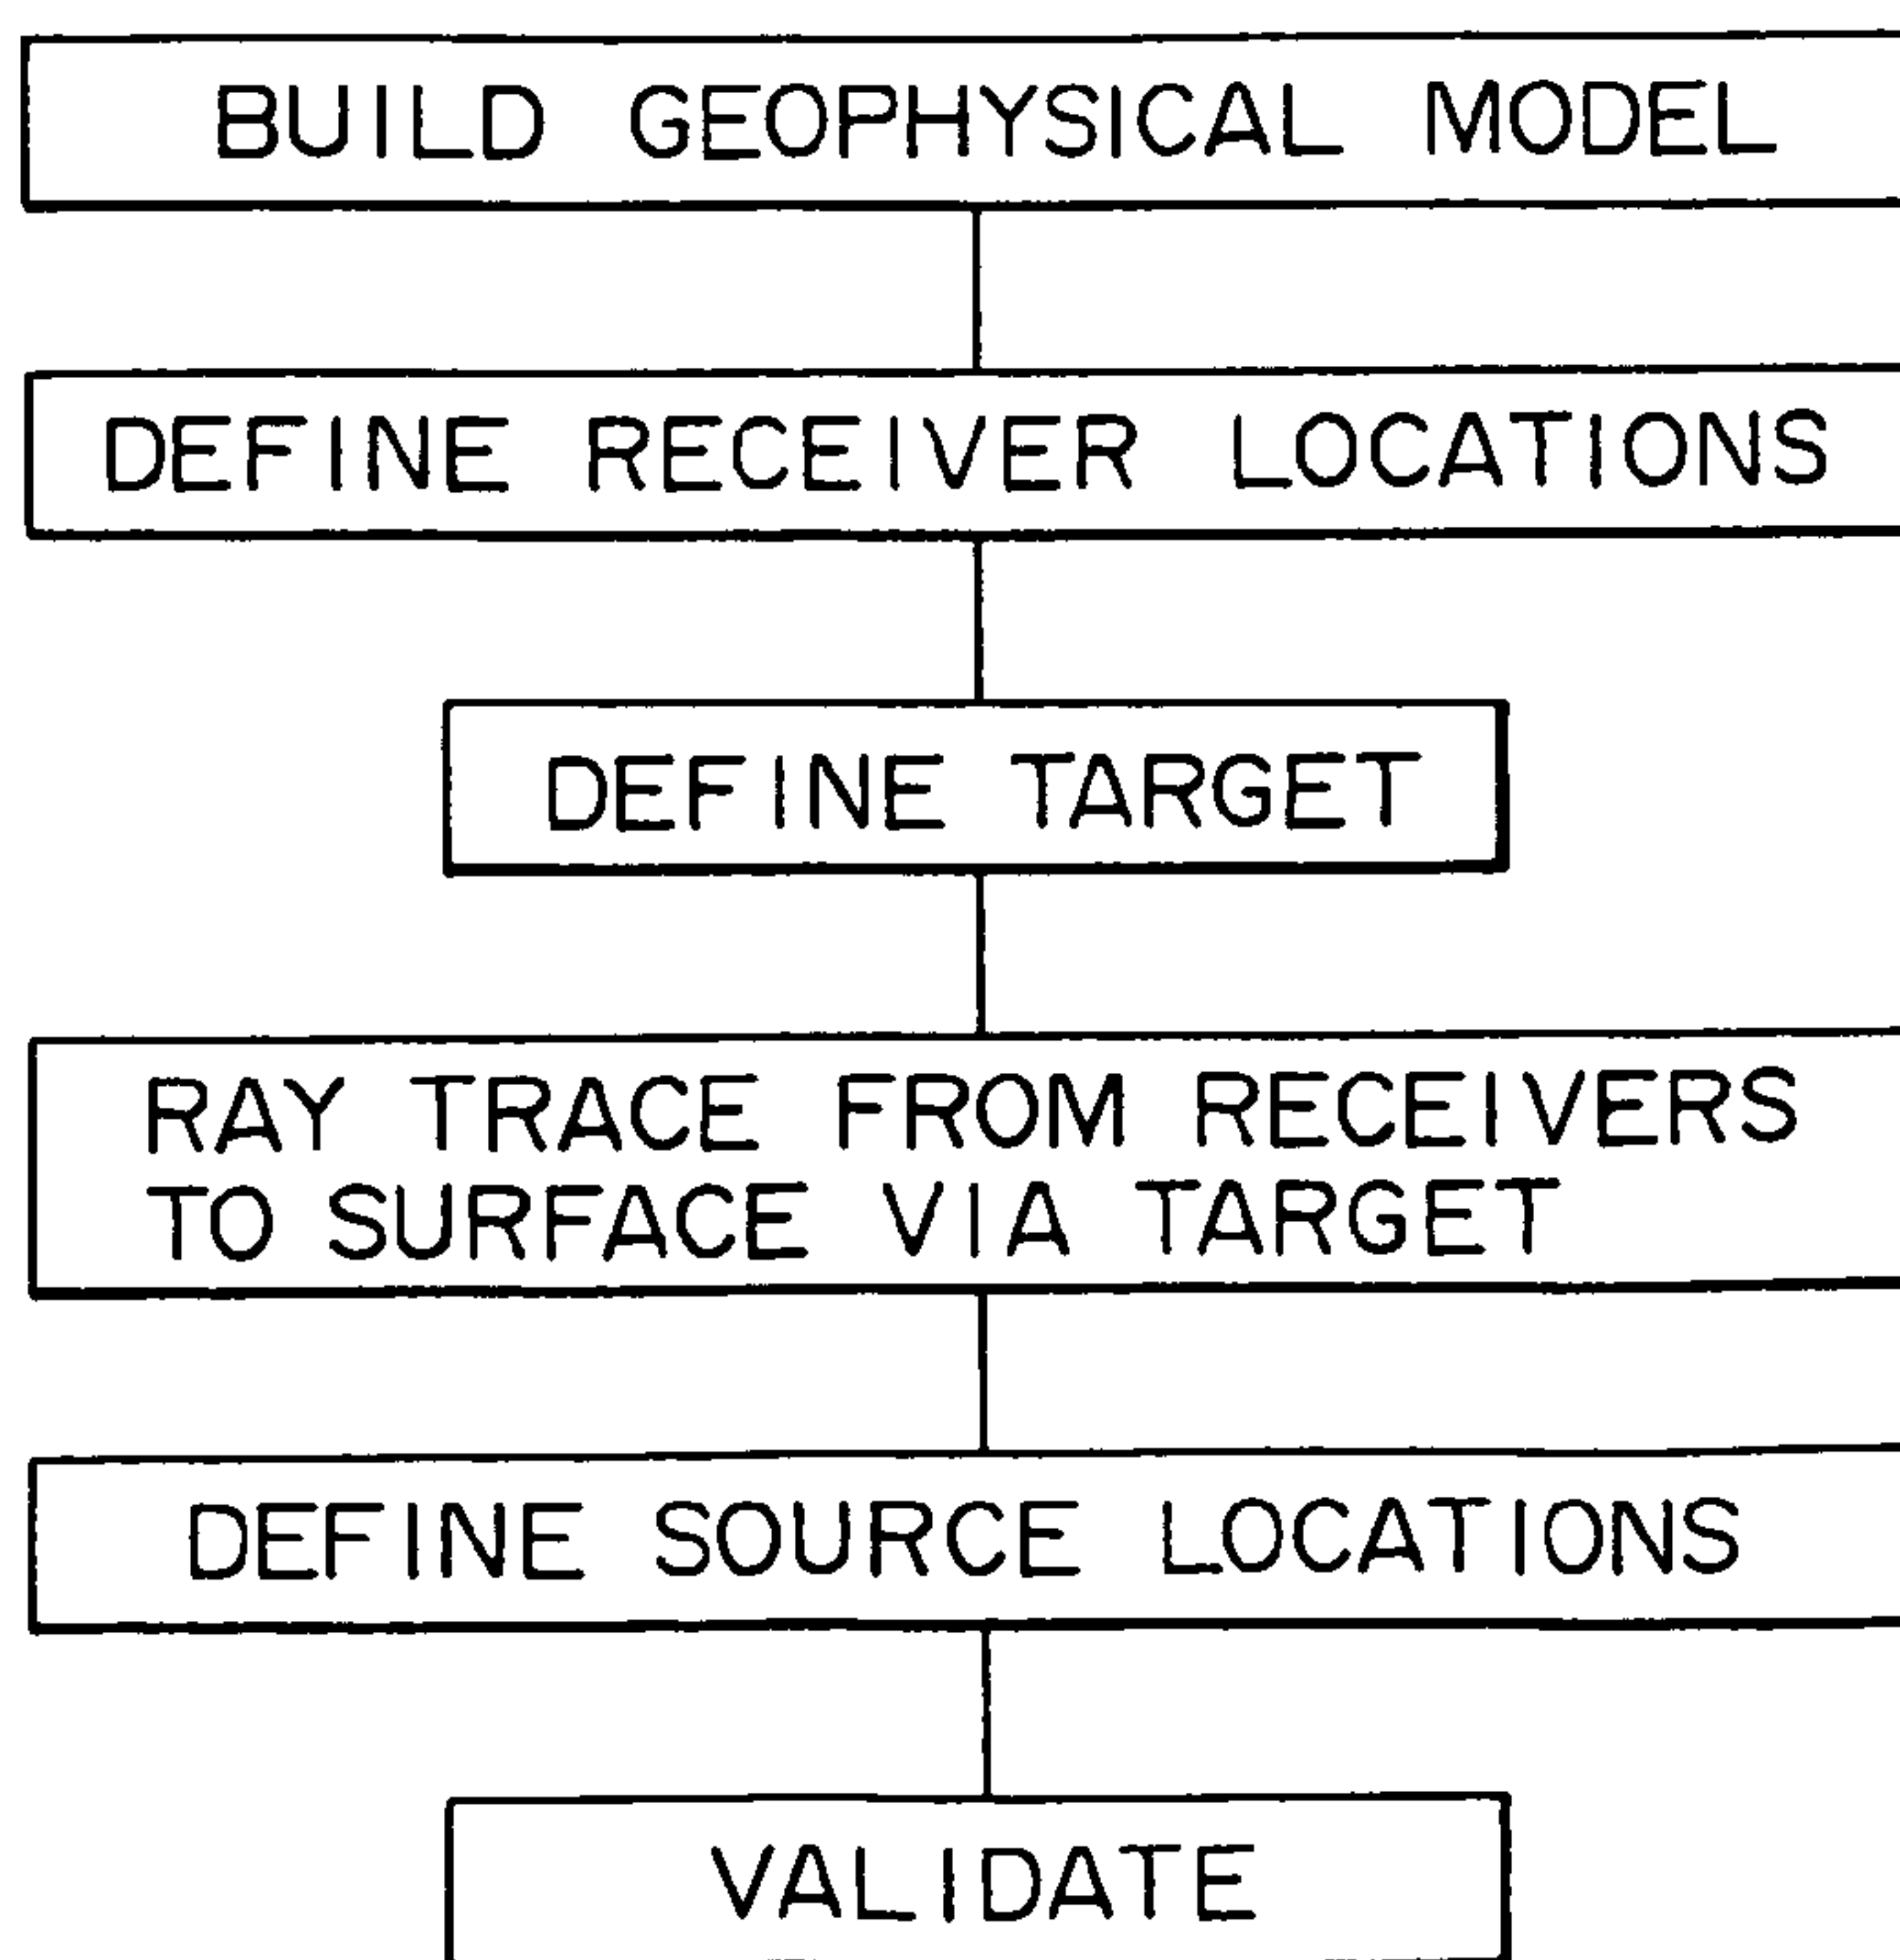 BUILD GEOPHYSICAL MODEL
DEFINE RECEIVER LOCATIONS
DEFINE TARGET
RAY TRACE FROM RECEIVERS
TO SURFACE VIA TARGET
DEFINE SOURCE LOCATIONS
VALIDATE